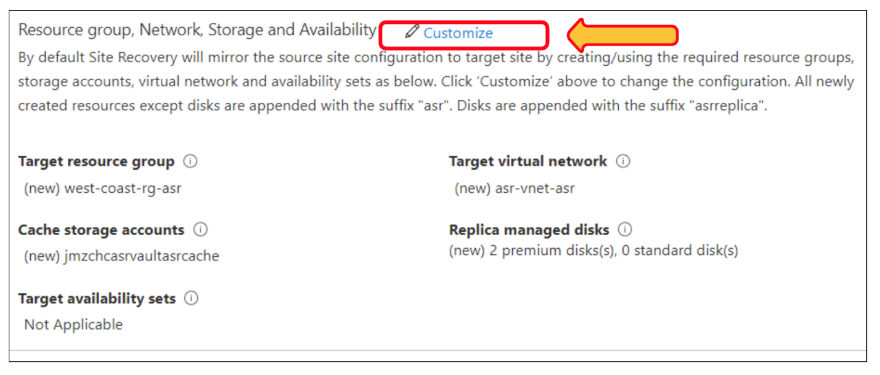 Resource group, Network, Storage and Availability Customize
By default Site Recovery will mirror the source site configuration to target site by creating/using the required resource groups,
storage accounts, virtual network and availability sets as below. Click 'Customize' above to change the configuration. All newly
created resources except disks are appended with the suffix "asr". Disks are appended with the suffix "asrreplica".
Target resource group
(new) west-coast-rg-asr
Target virtual network
(new) asr-vnet-asr
Cache storage accounts
(new) jmzchcasrvaultasrcache
Replica managed disks
(new) 2 premium disks(s), 0 standard disk(s)
Target availability sets
Not Applicable